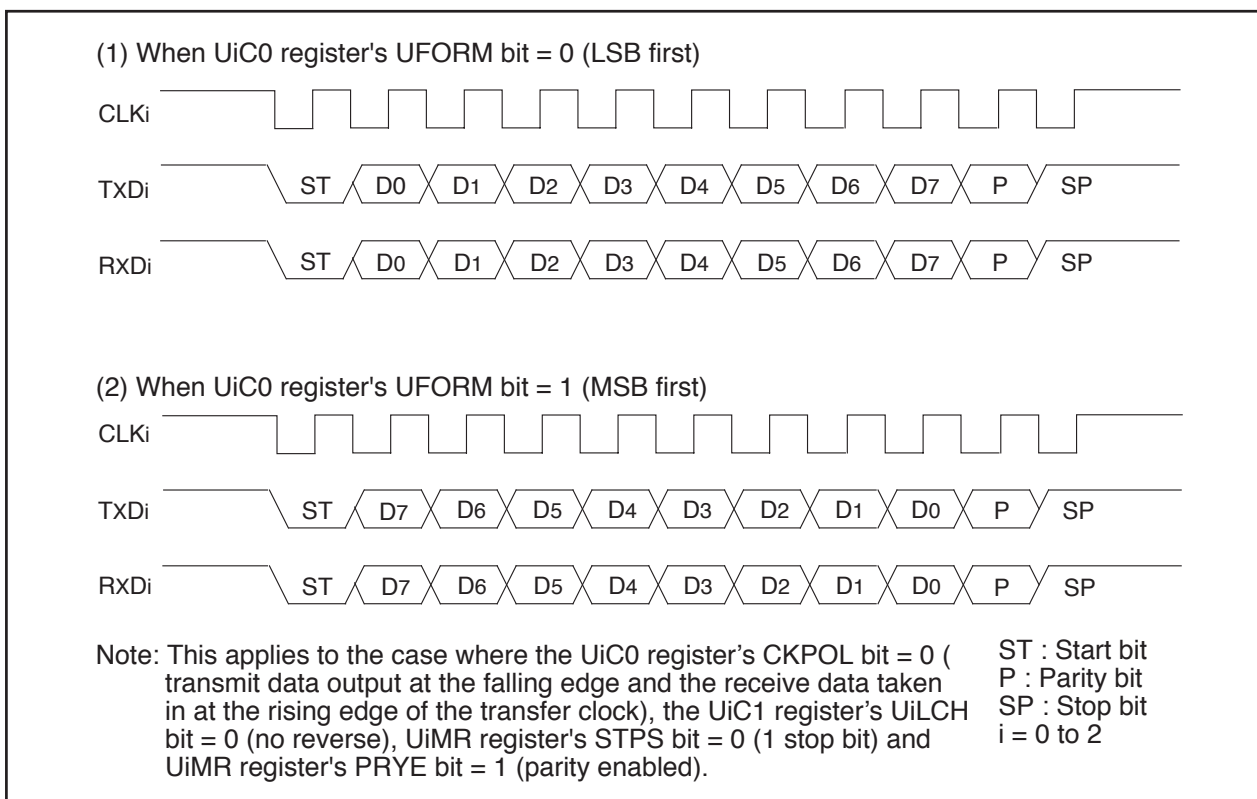 (1) When UiC0 register's UFORM bit = 0 (LSB first)
CLKi
TXDi ST D0 D1 D2 D3 D4 D5 D6 D7 P SP
RXDi ST D0 D1 D2 D3 D4 D5 D6 D7 P SP
(2) When UiC0 register's UFORM bit = 1 (MSB first)
CLKi
TXDi ST D7 D6 D5 D4 D3 D2 D1 D0 P SP
RXDi ST D7 D6 D5 D4 D3 D2 D1 D0 P SP
Note: This applies to the case where the UiC0 register’s CKPOL bit = 0 (
transmit data output at the falling edge and the receive data taken
in at the rising edge of the transfer clock), the UiC1 register's UiLCH
bit = 0 (no reverse), UiMR register's STPS bit = 0 (1 stop bit) and
UiMR register's PRYE bit = 1 (parity enabled).
ST : Start bit
P : Parity bit
SP : Stop bit
i = 0 to 2